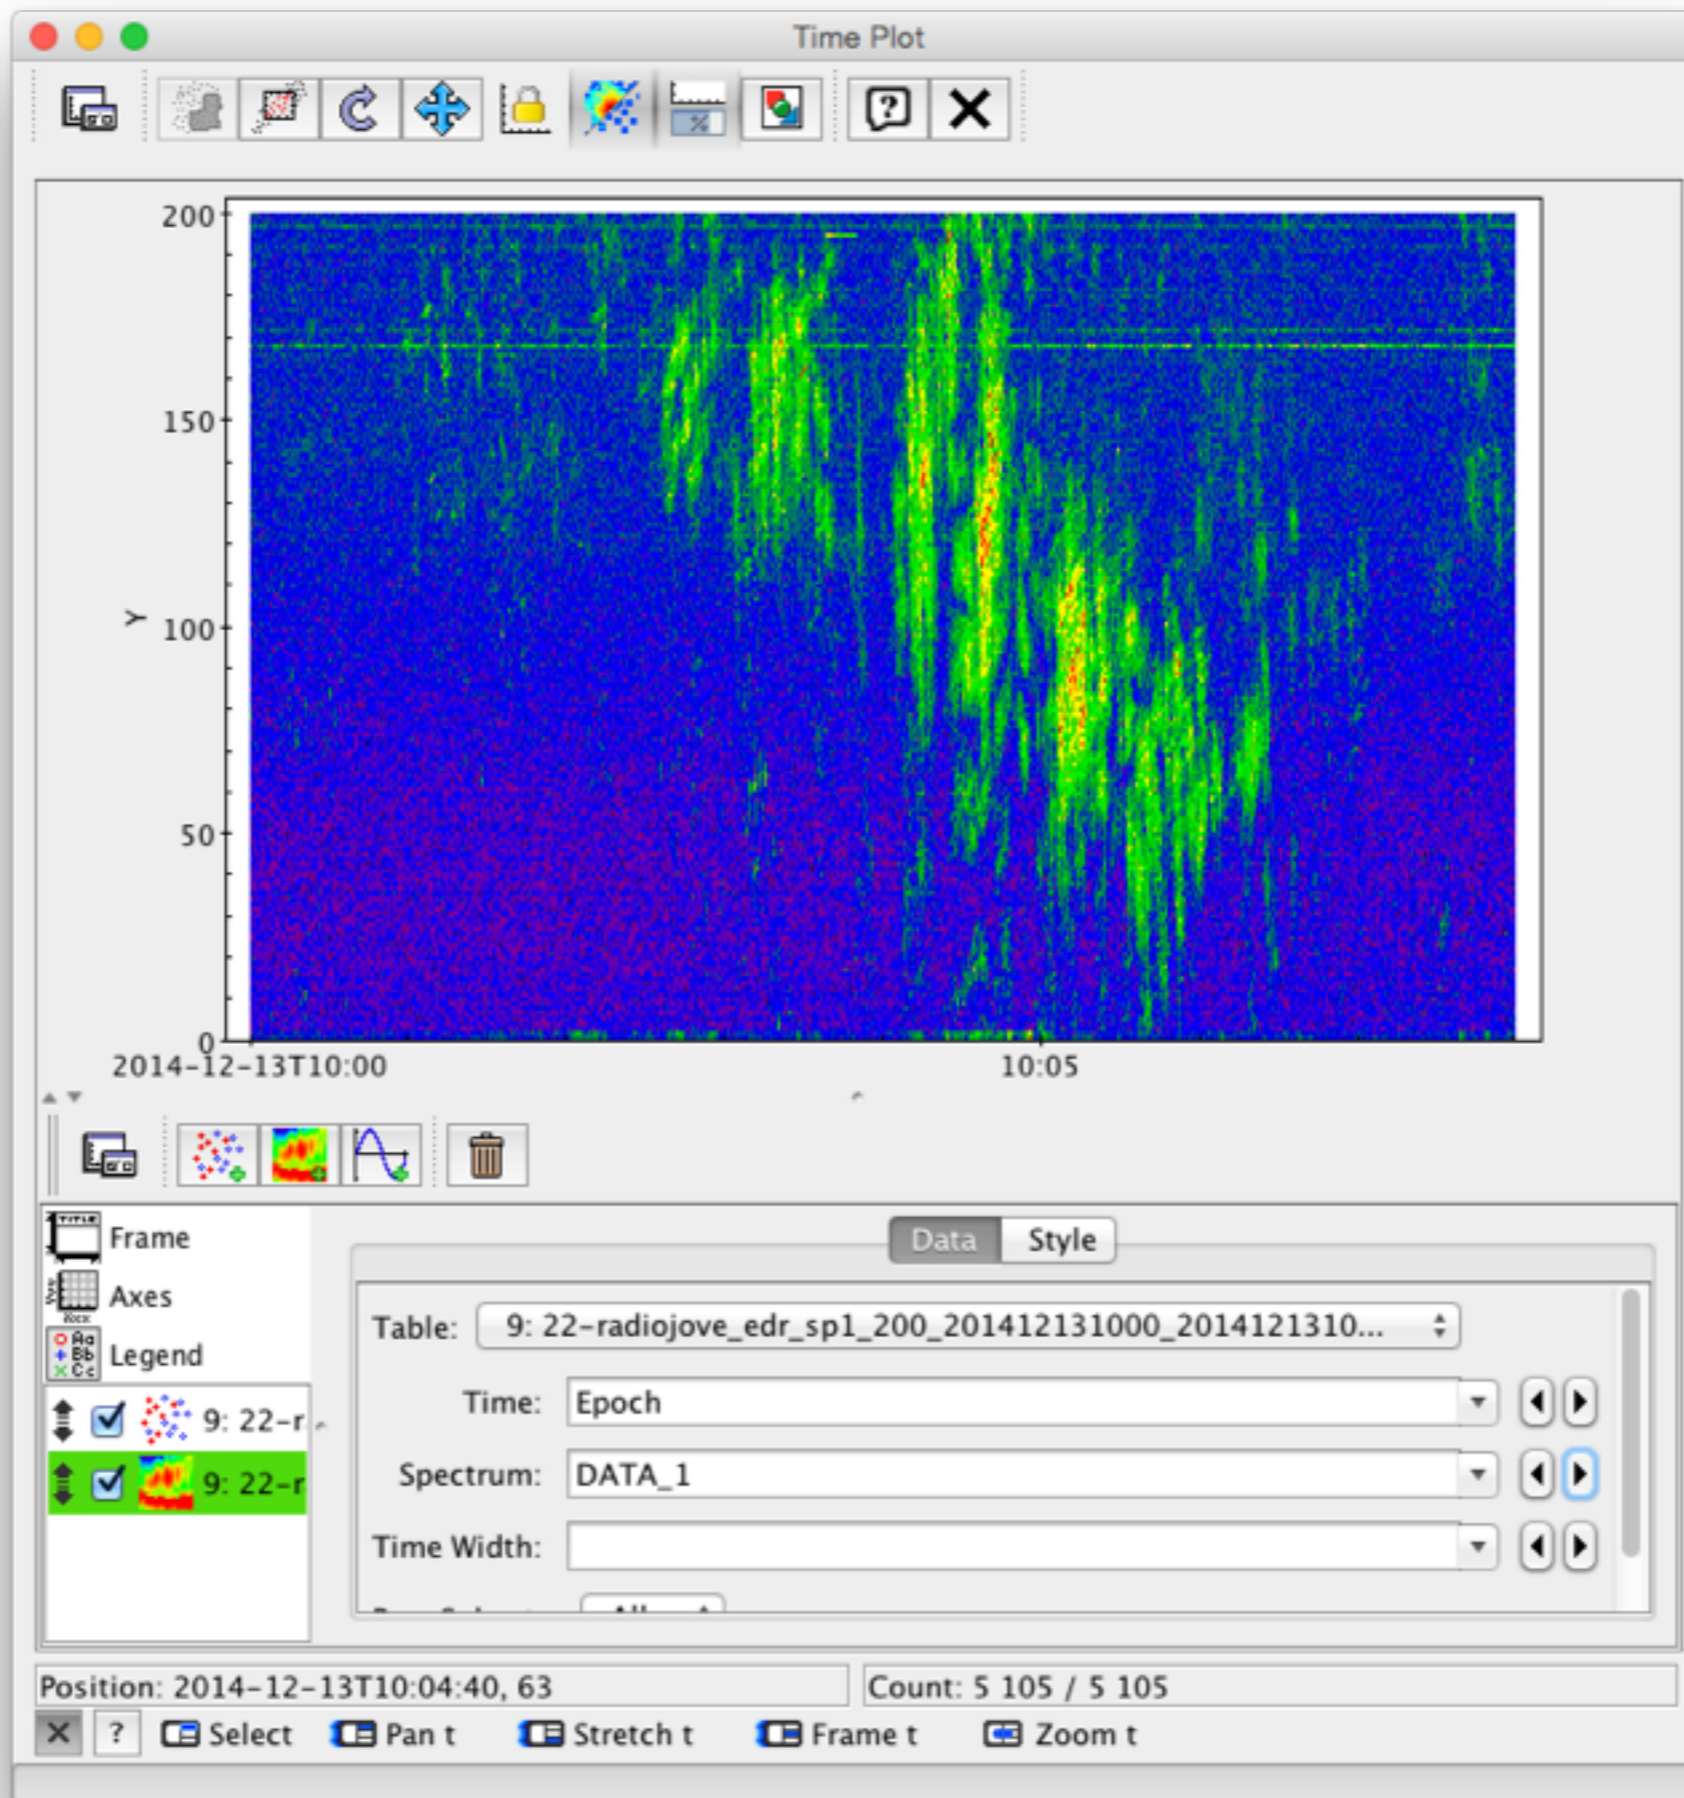 Time Plot
200
150
Y
100
50
0
2014-12-13T10:00 10:05
Frame
Axes
Legend
9: 22-r
9: 22-r
Data Style
Table: 9: 22-radiojove_edr_sp1_200_201412131000_2014121310...
Time: Epoch
Spectrum: DATA_1
Time Width:
Position: 2014-12-13T10:04:40, 63
Count: 5 105 / 5 105
Select Pan t Stretch t Frame t Zoom t